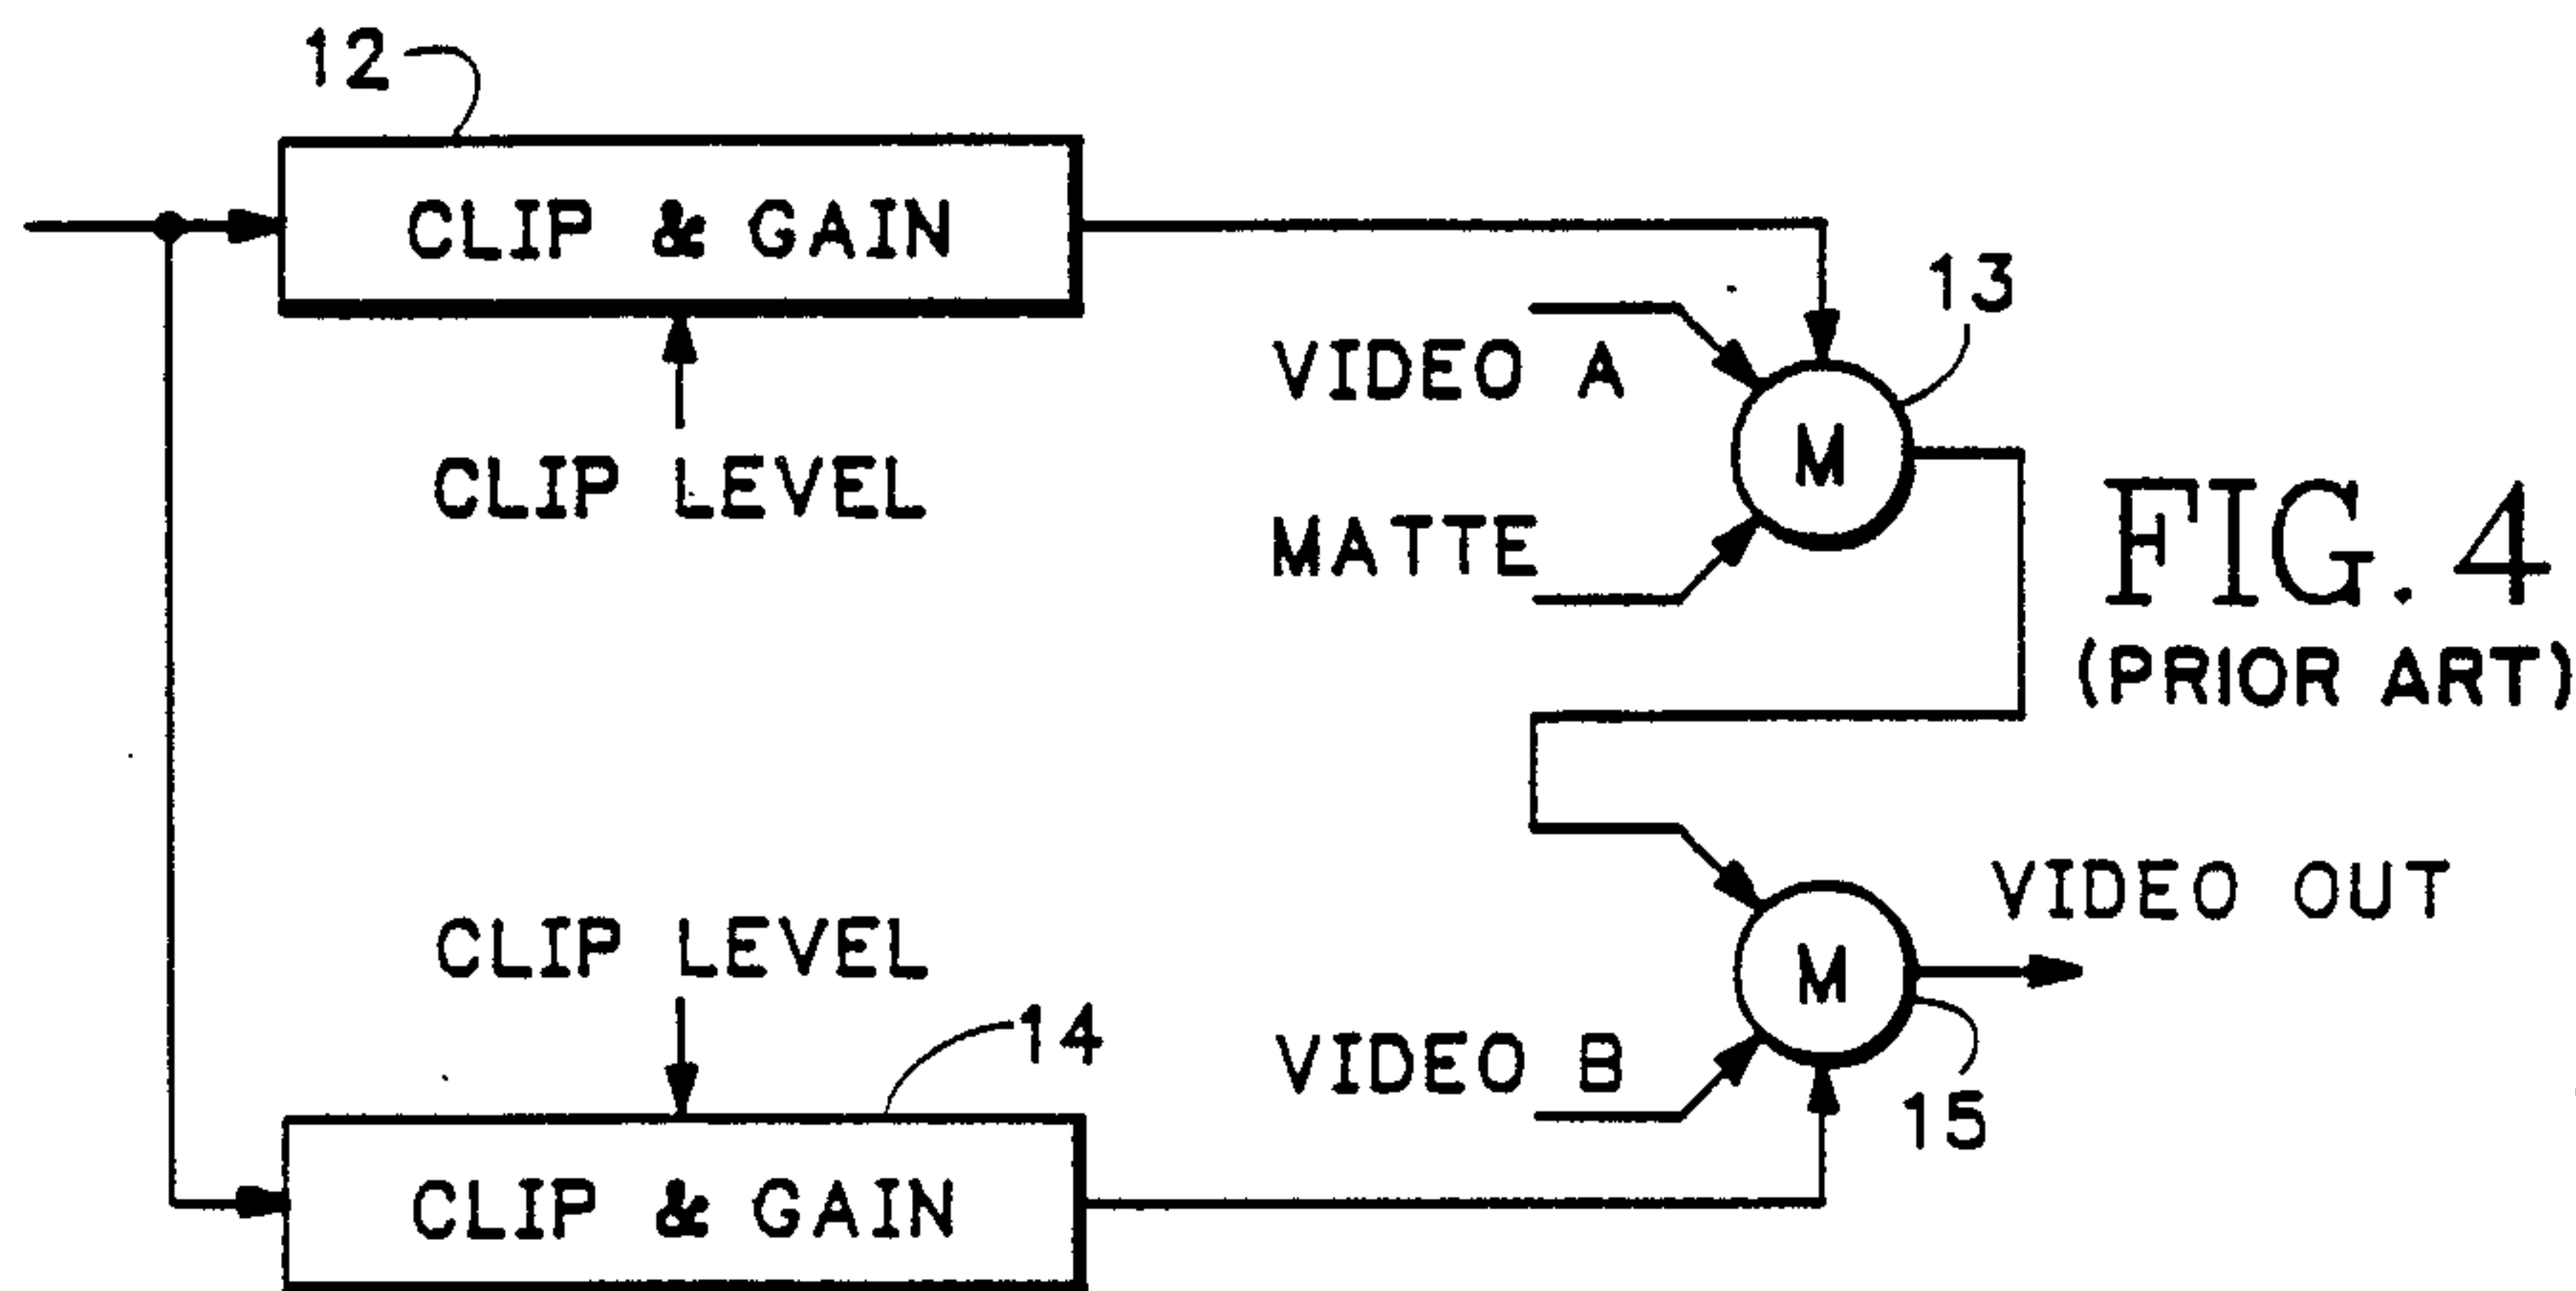 12
CLIP & GAIN
13
VIDEO A
M
CLIP LEVEL
MATTE
FIG. 4
(PRIOR ART)
CLIP LEVEL
VIDEO OUT
M
14
VIDEO B
15
CLIP & GAIN